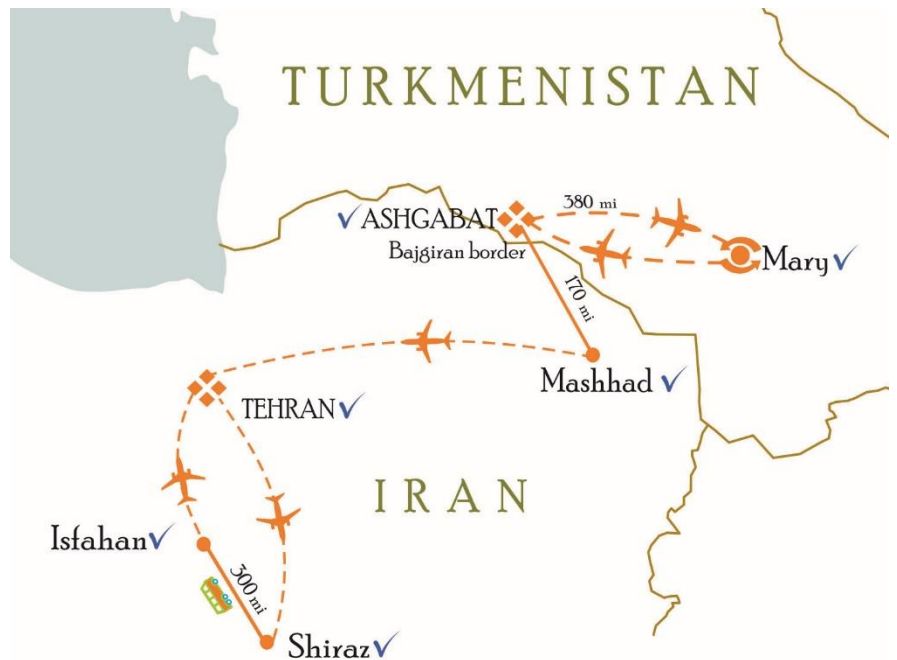 TURKMENISTAN
380 mi
ASHGABAT
Bajgiran border
Mary
170 mi
Mashhad
TEHRAN
IRAN
Isfahan
300 mi
Shiraz